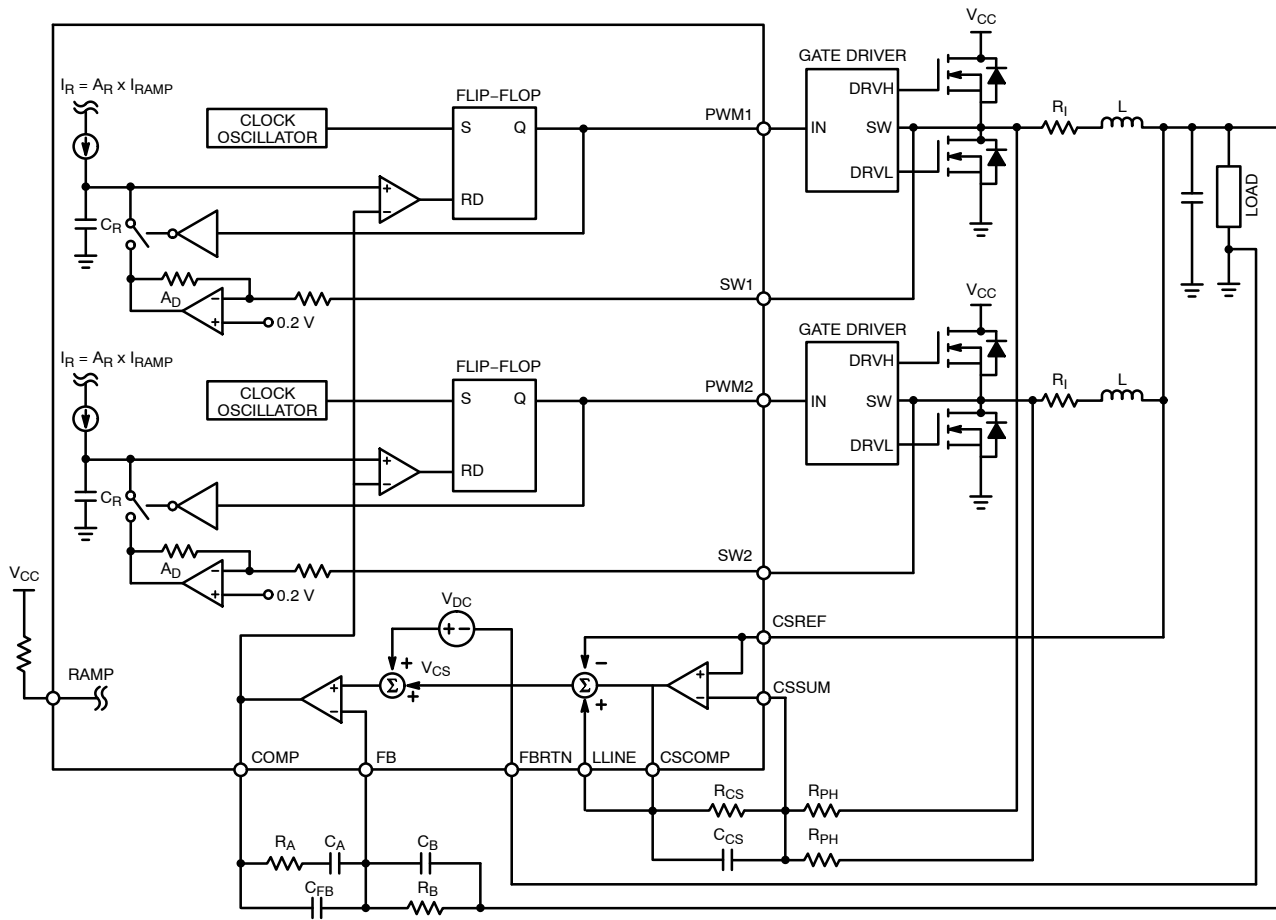 VCC
IR = AR x IRAMP
FLIP−FLOP
GATE DRIVER
CLOCK OSCILLATOR
S
Q
PWM1
IN
DRVH
SW
DRVL
RI
L
LOAD
RD
+
−
CR
SW1
AD
−
+
0.2 V
VCC
IR = AR x IRAMP
FLIP−FLOP
GATE DRIVER
CLOCK OSCILLATOR
S
Q
PWM2
IN
DRVH
SW
DRVL
RI
L
RD
+
−
CR
SW2
AD
−
+
0.2 V
VCC
VDC
+ −
CSREF
RAMP
+
VCS
−
+
−
Σ
+
Σ
+
+
−
CSSUM
COMP
FB
FBRTN
LLINE
CSCOMP
RCS
RPH
CCS
RPH
RA
CA
CB
CFB
RB